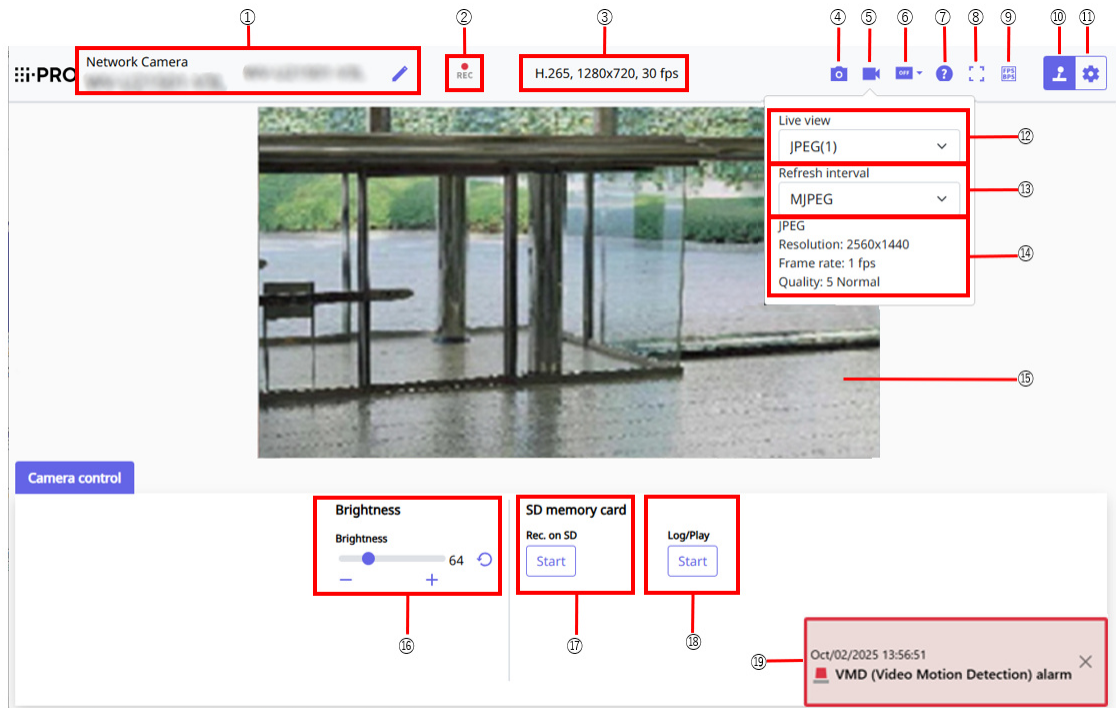 ① ② ③ ④ ⑤ ⑥ ⑦ ⑧ ⑨ ⑩ ⑪
i-PRO
Network Camera
REC
H.265, 1280x720, 30 fps
OFF
?
FPS
BPS
Live view
JPEG(1)
⑫
Refresh interval
MJPEG
⑬
JPEG
Resolution: 2560x1440
Frame rate: 1 fps
Quality: 5 Normal
⑭
⑮
Camera control
Brightness
Brightness
64
SD memory card
Rec. on SD
Start
Log/Play
Start
⑯ ⑰ ⑱
⑲
Oct/02/2025 13:56:51
VMD (Video Motion Detection) alarm